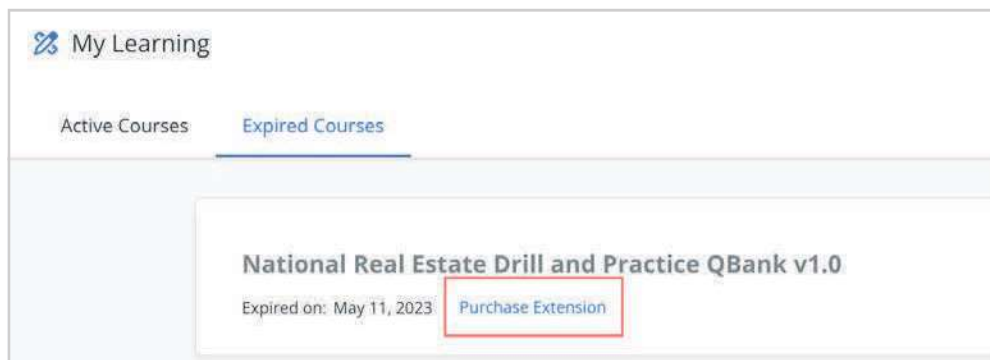 My Learning
Active Courses Expired Courses
National Real Estate Drill and Practice QBank v1.0
Expired on: May 11, 2023 Purchase Extension